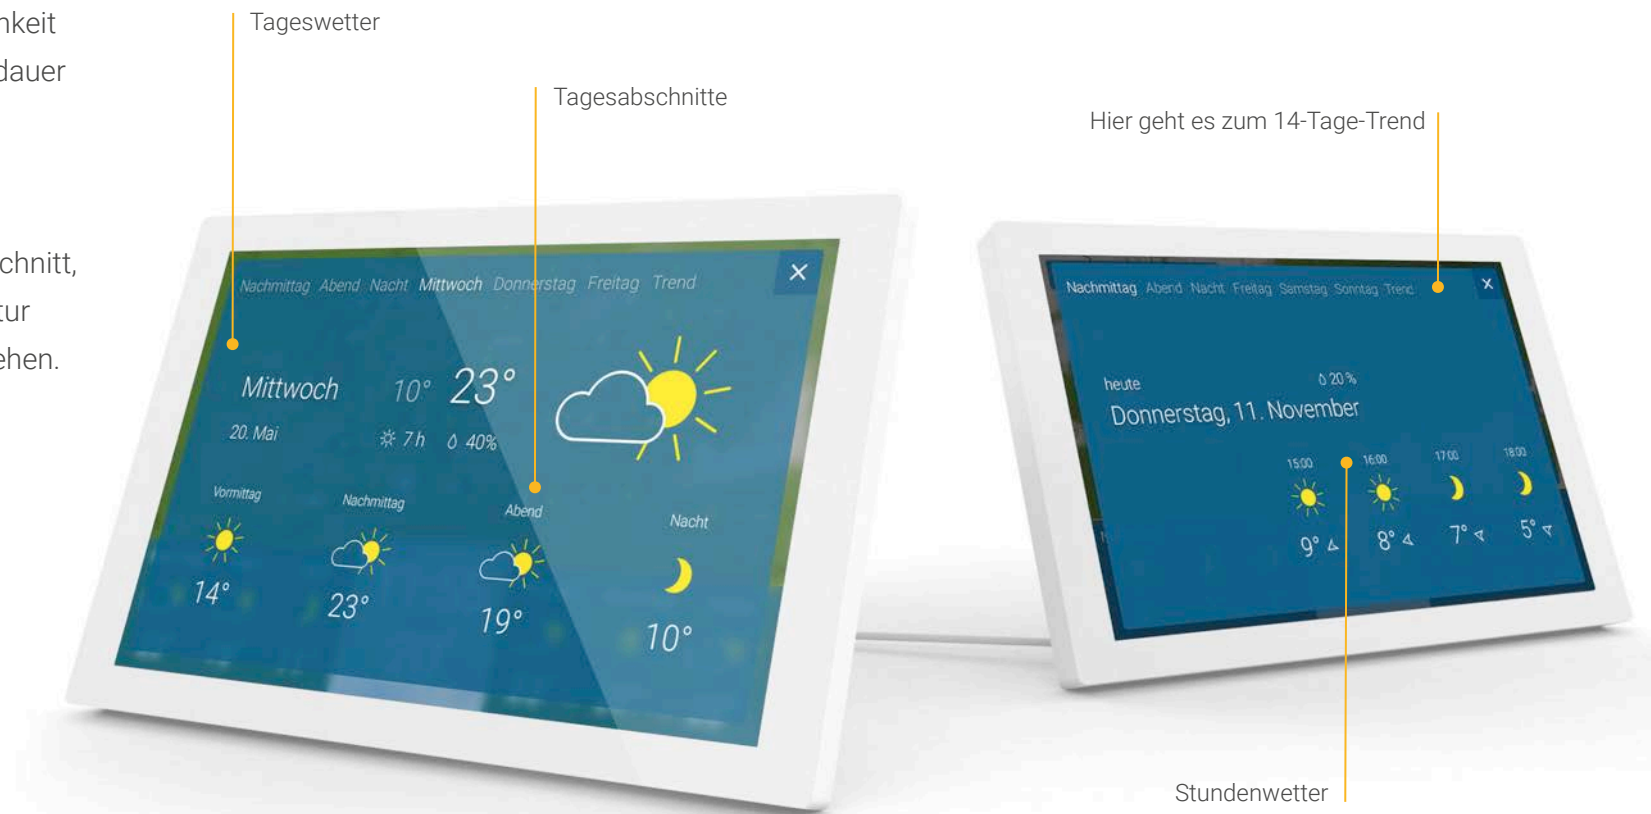 hkeit
dauer
chnitt,
tur
ehen.
Tageswetter
Tagesabschnitte
Nachmittag Abend Nacht Mittwoch Donnerstag Freitag Trend ×
Mittwoch 10° 23°
20. Mai 7 h 40%
Vormittag Nachmittag Abend Nacht
14° 23° 19° 10°
Hier geht es zum 14-Tage-Trend
Nachmittag Abend Nacht Freitag Samstag Sonntag Trend ×
heute 20 %
Donnerstag, 11. November
15:00 16:00 17:00 18:00
9° 8° 7° 5°
Stundenwetter